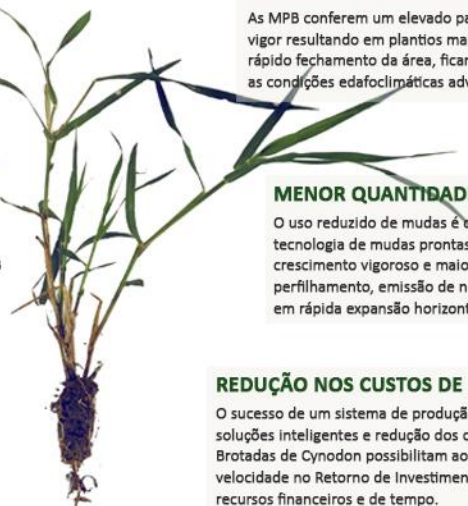 As MPB conferem um elevado pa
vigor resultando em plantios ma
rápido fechamento da área, fican
as condições edafoclimáticas adv
MENOR QUANTIDAD
O uso reduzido de mudas é
tecnologia de mudas prontas
crescimento vigoroso e maio
perfilhamento, emissão de n
em rápida expansão horizont
REDUÇÃO NOS CUSTOS DE
O sucesso de um sistema de produçã
soluções inteligentes e redução dos
Brotadas de Cynodon possibilitam ao
velocidade no Retorno de Investimen
recursos financeiros e de tempo.